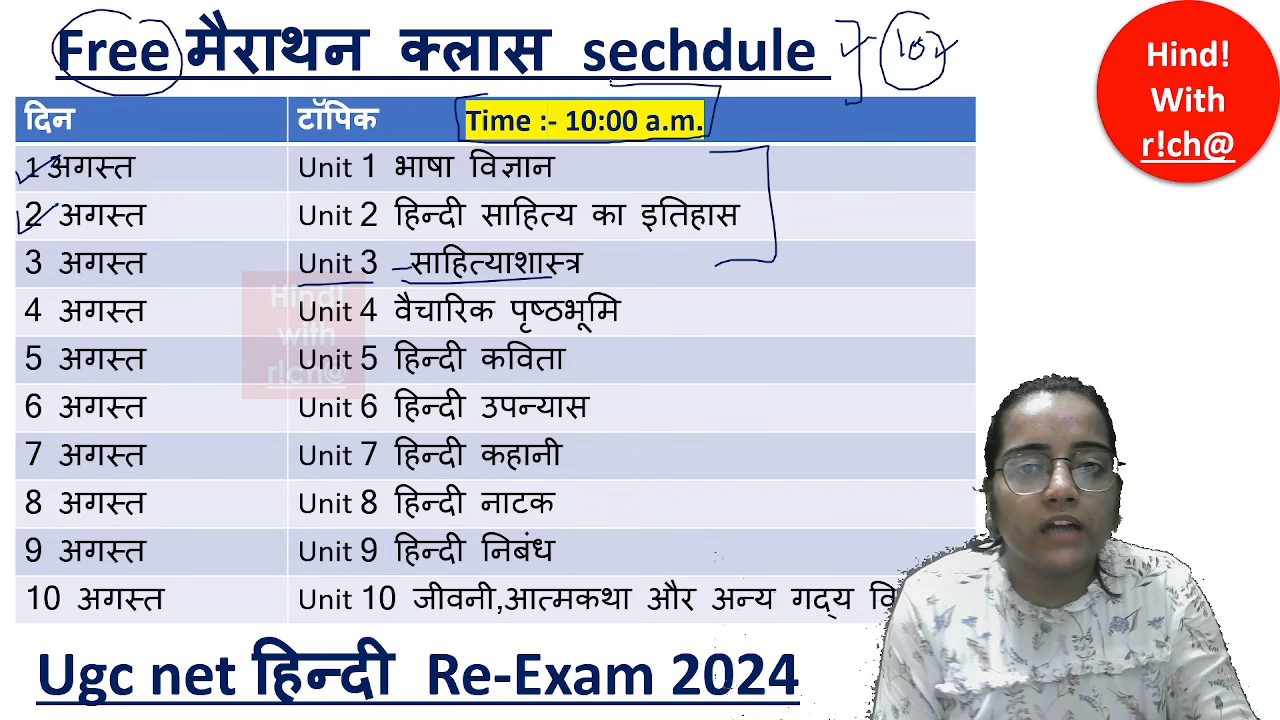 Free मैराथन क्लास sechdule
Hind!
With
r!ch@
दिन टॉपिक Time :- 10:00 a.m.
1 अगस्त Unit 1 भाषा विज्ञान
2 अगस्त Unit 2 हिन्दी साहित्य का इतिहास
3 अगस्त Unit 3 साहित्याशास्त्र
4 अगस्त Unit 4 वैचारिक पृष्ठभूमि
5 अगस्त Unit 5 हिन्दी कविता
6 अगस्त Unit 6 हिन्दी उपन्यास
7 अगस्त Unit 7 हिन्दी कहानी
8 अगस्त Unit 8 हिन्दी नाटक
9 अगस्त Unit 9 हिन्दी निबंध
10 अगस्त Unit 10 जीवनी,आत्मकथा और अन्य गद्य
Hind!
with
r!ch@
Ugc net हिन्दी Re-Exam 2024